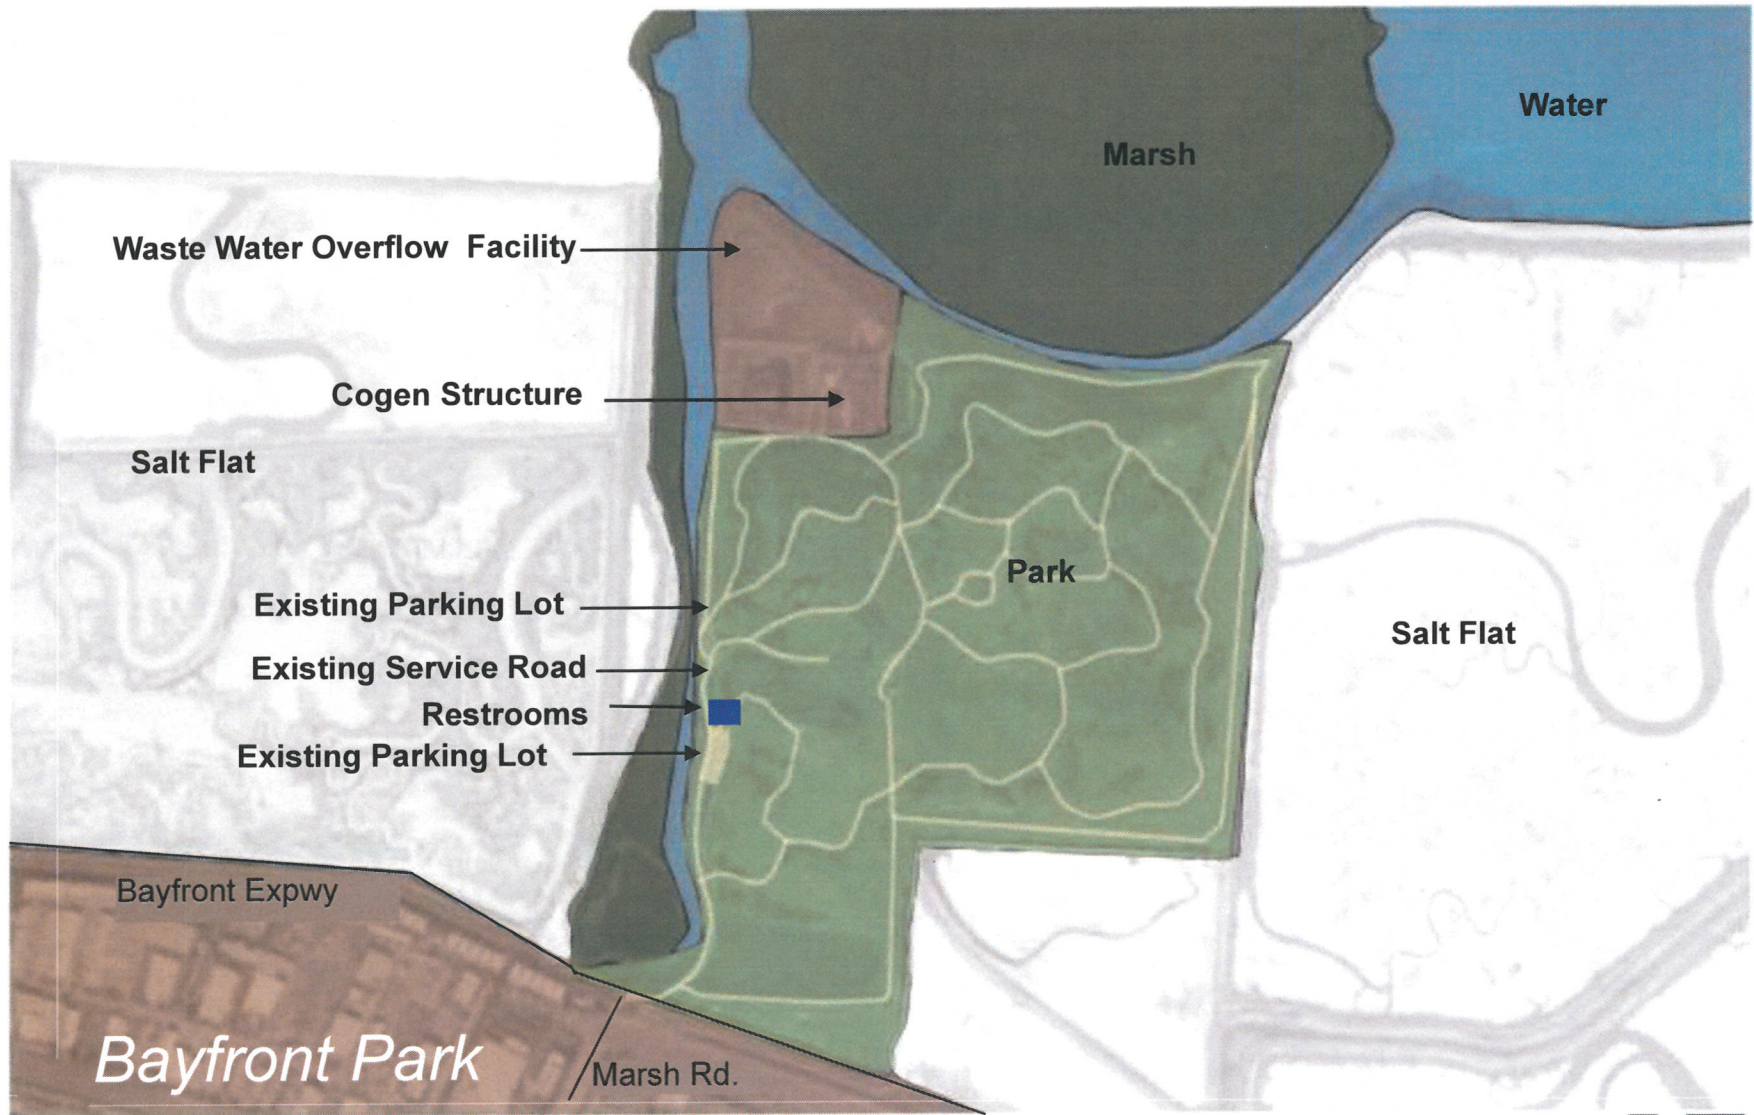 Water
Marsh
Waste Water Overflow Facility
Cogen Structure
Salt Flat
Park
Existing Parking Lot
Salt Flat
Existing Service Road
Restrooms
Existing Parking Lot
Bayfront Expwy
Bayfront Park
Marsh Rd.